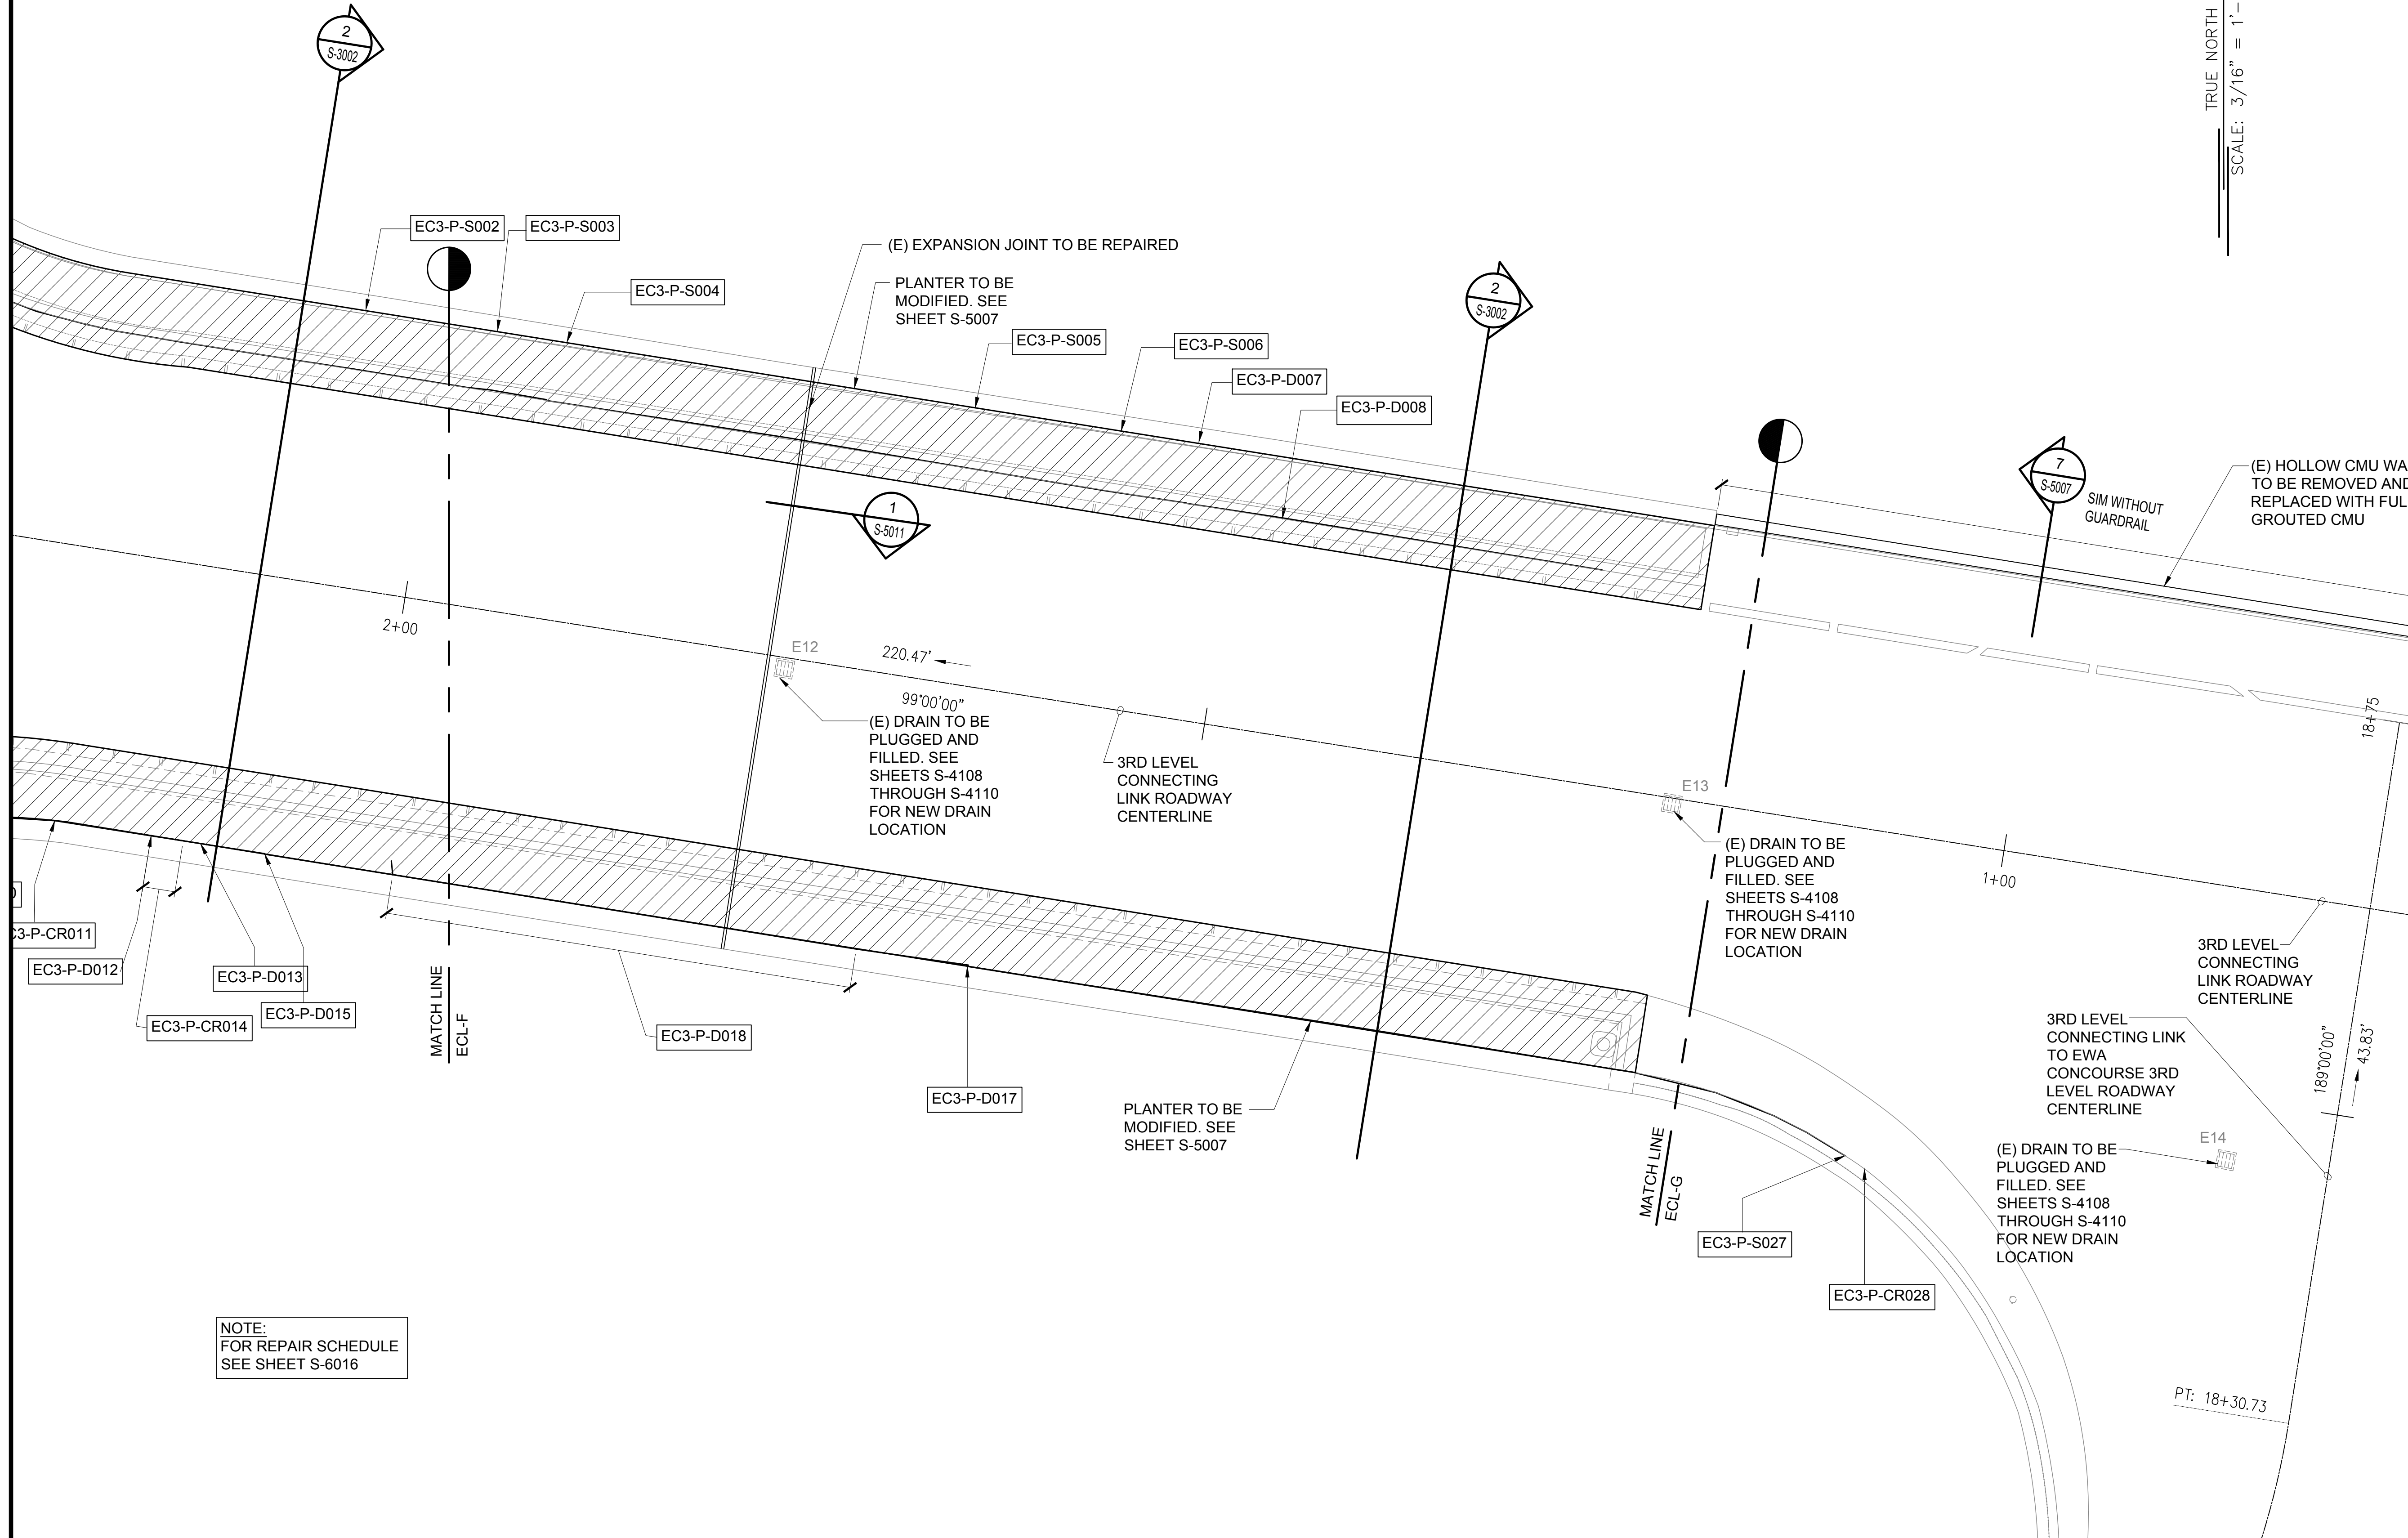 2
S-3002
TRUE NORTH
SCALE: 3/16" = 1'-
EC3-P-S002
EC3-P-S003
EC3-P-S004
(E) EXPANSION JOINT TO BE REPAIRED
PLANTER TO BE
MODIFIED. SEE
SHEET S-5007
EC3-P-S005
EC3-P-S006
EC3-P-D007
EC3-P-D008
2
S-3002
7
S-5007
SIM WITHOUT
GUARDRAIL
(E) HOLLOW CMU
TO BE REMOVED
REPLACED WITH
GROUTED CMU
1
S-5011
2+00
E12
220.47'
99°00'00"
(E) DRAIN TO BE
PLUGGED AND
FILLED. SEE
SHEETS S-4108
THROUGH S-4110
FOR NEW DRAIN
LOCATION
3RD LEVEL
CONNECTING
LINK ROADWAY
CENTERLINE
E13
(E) DRAIN TO BE
PLUGGED AND
FILLED. SEE
SHEETS S-4108
THROUGH S-4110
FOR NEW DRAIN
LOCATION
1+00
18+75
3RD LEVEL
CONNECTING
LINK ROADWAY
CENTERLINE
C3-P-CR011
EC3-P-D012
EC3-P-D013
EC3-P-CR014
EC3-P-D015
MATCH LINE
ECL-F
EC3-P-D018
EC3-P-D017
PLANTER TO BE
MODIFIED. SEE
SHEET S-5007
MATCH LINE
ECL-G
3RD LEVEL
CONNECTING LINK
TO EWA
CONCOURSE 3RD
LEVEL ROADWAY
CENTERLINE
189°00'00"
43.83'
E14
(E) DRAIN TO BE
PLUGGED AND
FILLED. SEE
SHEETS S-4108
THROUGH S-4110
FOR NEW DRAIN
LOCATION
EC3-P-S027
EC3-P-CR028
NOTE:
FOR REPAIR SCHEDULE
SEE SHEET S-6016
PT: 18+30.73